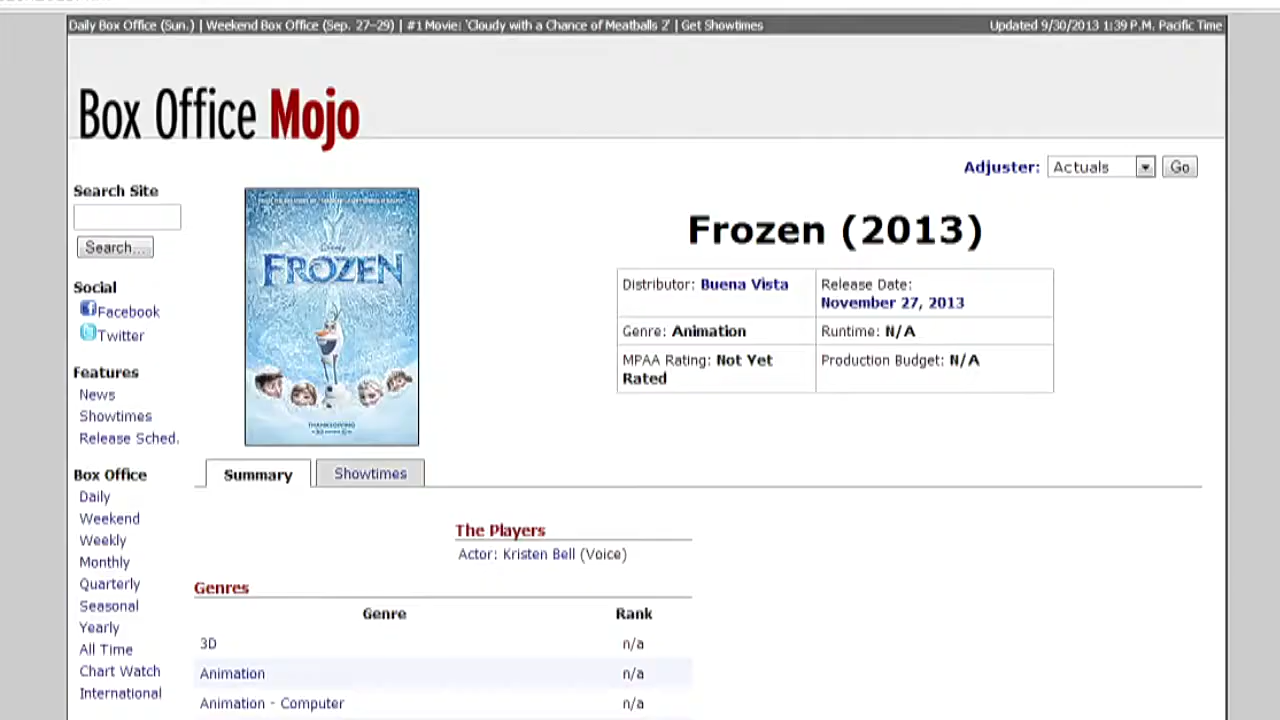 Daily Box Office (Sun.) | Weekend Box Office (Sep. 27–29) | #1 Movie: 'Cloudy with a Chance of Meatballs 2' | Get Showtimes
Updated 9/30/2013 1:39 P.M. Pacific Time
Box Office Mojo
Adjuster: Actuals Go
Search Site
Search...
Social
Facebook
Twitter
Features
News
Showtimes
Release Sched.
Box Office
Daily
Weekend
Weekly
Monthly
Quarterly
Seasonal
Yearly
All Time
Chart Watch
International
Disney
FROZEN
THANKSGIVING
Frozen (2013)
Distributor: Buena Vista
Release Date:
November 27, 2013
Genre: Animation
Runtime: N/A
MPAA Rating: Not Yet
Rated
Production Budget: N/A
Summary
Showtimes
The Players
Actor: Kristen Bell (Voice)
Genres
Genre Rank
3D n/a
Animation n/a
Animation - Computer n/a